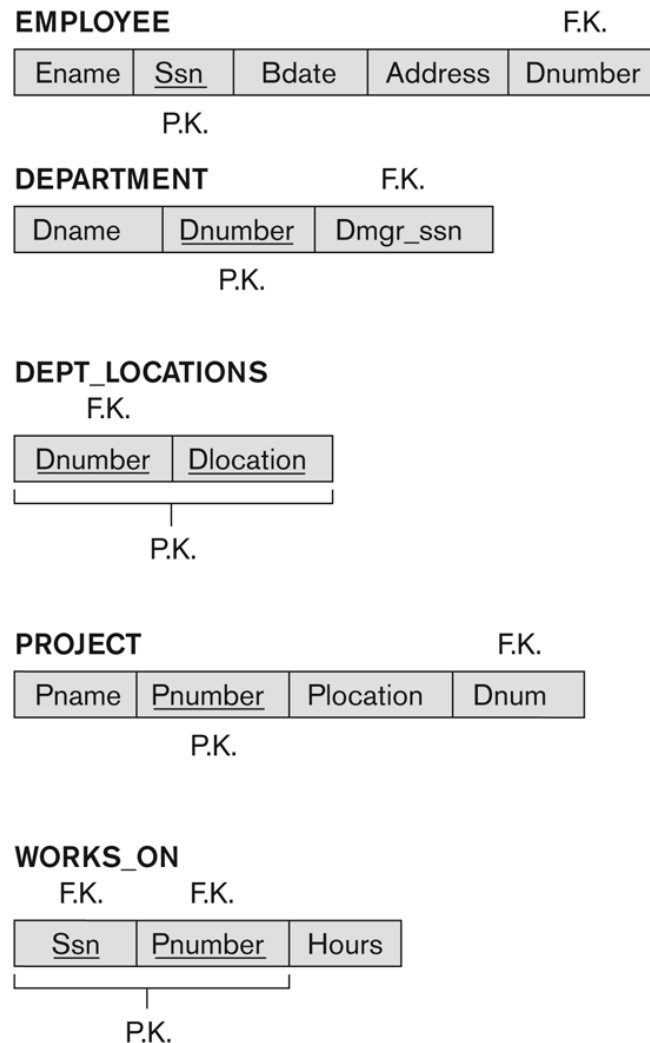 EMPLOYEE F.K.
Ename Ssn Bdate Address Dnumber
P.K.
DEPARTMENT F.K.
Dname Dnumber Dmgr_ssn
P.K.
DEPT_LOCATIONS
F.K.
Dnumber Dlocation
P.K.
PROJECT F.K.
Pname Pnumber Plocation Dnum
P.K.
WORKS_ON
F.K. F.K.
Ssn Pnumber Hours
P.K.